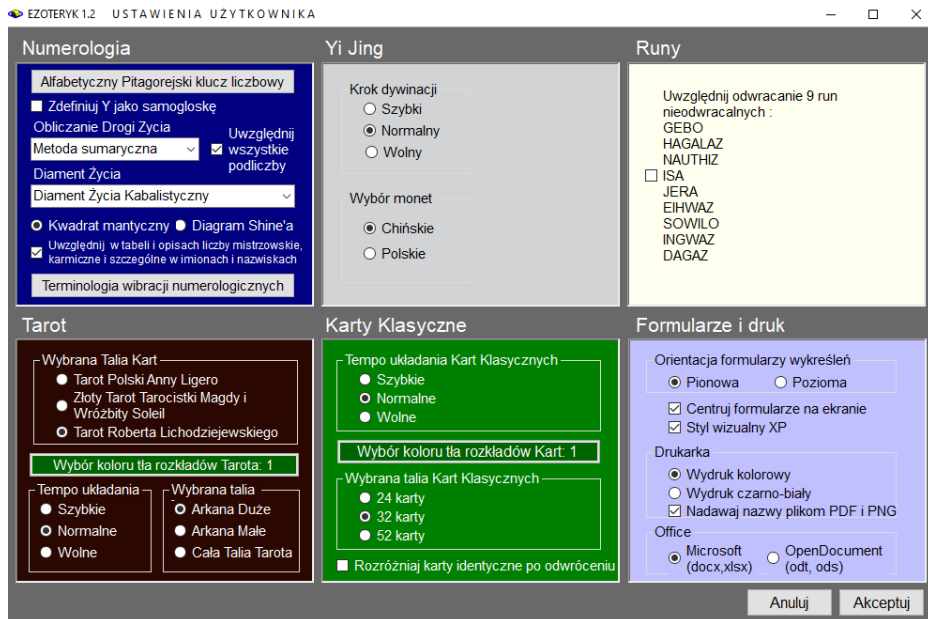 EZOTERYK 1.2 USTAWIENIA UŻYTKOWNIKA
Numerologia
Alfabetyczny Pitagorejski klucz liczbowy
Zdefiniuj Y jako samogloskę
Obliczanie Drogi Zycia
Metoda sumaryczna
Uwzględnij
wszystkie
podliczby
Diament Życia
Diament Życia Kabalistyczny
Kwadrat mantyczny
Diagram Shine'a
Uwzględnij w tabeli i opisach liczby mistrzowskie,
karmiczne i szczególne w imionach i nazwiskach
Terminologia wibracji numerologicznych
Yi Jing
Krok dywinacji
Szybki
Normalny
Wolny
Wybór monet
Chińskie
Polskie
Runy
Uwzględnij odwracanie 9 run
nieodwracalnych :
GEBO
HAGALAZ
NAUTHIZ
ISA
JERA
EIHWAZ
SOWILO
INGWAZ
DAGAZ
Tarot
Wybrana Talia Kart
Tarot Polski Anny Ligero
Złoty Tarot Tarocistki Magdy i
Wróżbity Soleil
Tarot Roberta Lichodziejewskiego
Wybór koloru tła rozkładów Tarota: 1
Tempo układania
Szybkie
Normalne
Wolne
Wybrana talia
Arkana Duże
Arkana Małe
Cała Talia Tarota
Karty Klasyczne
Tempo układania Kart Klasycznych
Szybkie
Normalne
Wolne
Wybór koloru tła rozkładów Kart: 1
Wybrana talia Kart Klasycznych
24 karty
32 karty
52 karty
Rozróżniaj karty identyczne po odwróceniu
Formularze i druk
Orientacja formularzy wykreśleń
Pionowa
Pozioma
Centruj formularze na ekranie
Styl wizualny XP
Drukarka
Wydruk kolorowy
Wydruk czarno-biały
Nadawaj nazwy plikom PDF i PNG
Office
Microsoft
(docx,xlsx)
OpenDocument
(odt, ods)
Anuluj
Akceptuj